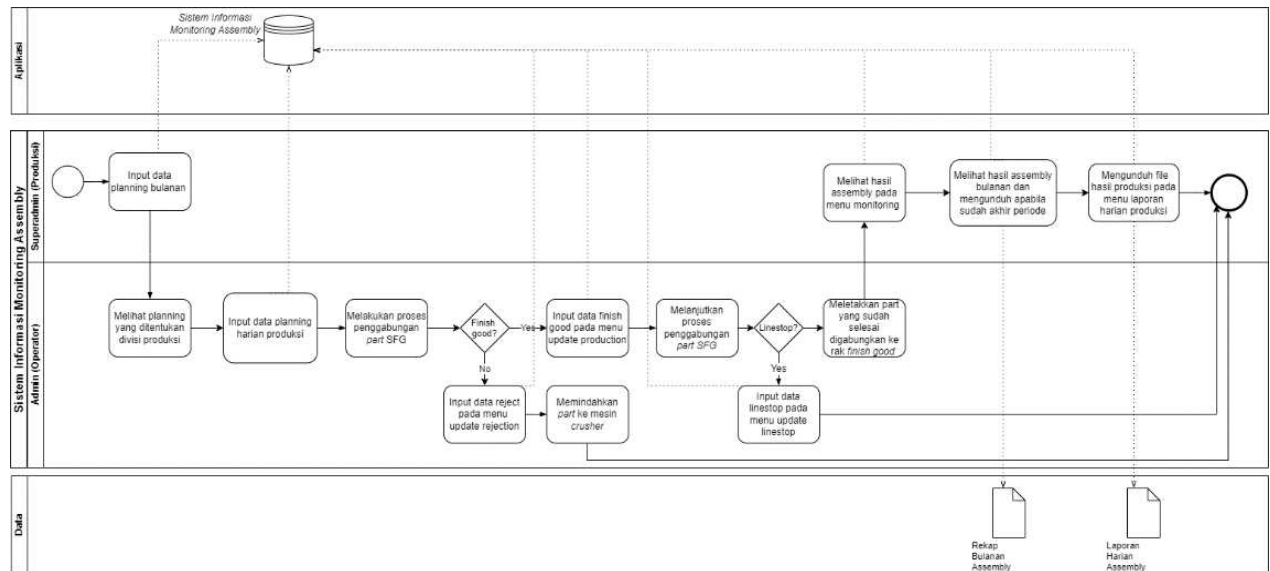 Aplikasi
Sistem Informasi
Monitoring Assembly
Sistem Informasi Monitoring Assembly
Superadmin (Produksi)
Input data
planning bulanan
Melihat hasil
assembly pada
menu monitoring
Melihat hasil assembly
bulanan dan
mengunduh apabila
sudah akhir periode
Mengunduh file
hasil produksi pada
menu laporan
harian produksi
Admin (Operator)
Melihat planning
yang ditentukan
divisi produksi
Input data planning
harian produksi
Melakukan proses
penggabungan
part SFG
Finish
good?
Yes
Input data finish
good pada menu
update production
Melanjutkan
proses
penggabungan
part SFG
Linestop?
Meletakkan part
yang sudah
selesai
digabungkan ke
rak finish good
No
Yes
Input data reject
pada menu
update rejection
Memindahkan
part ke mesin
crusher
Input data
linestop pada
menu update
linestop
Data
Rekap
Bulanan
Assembly
Laporan
Harian
Assembly